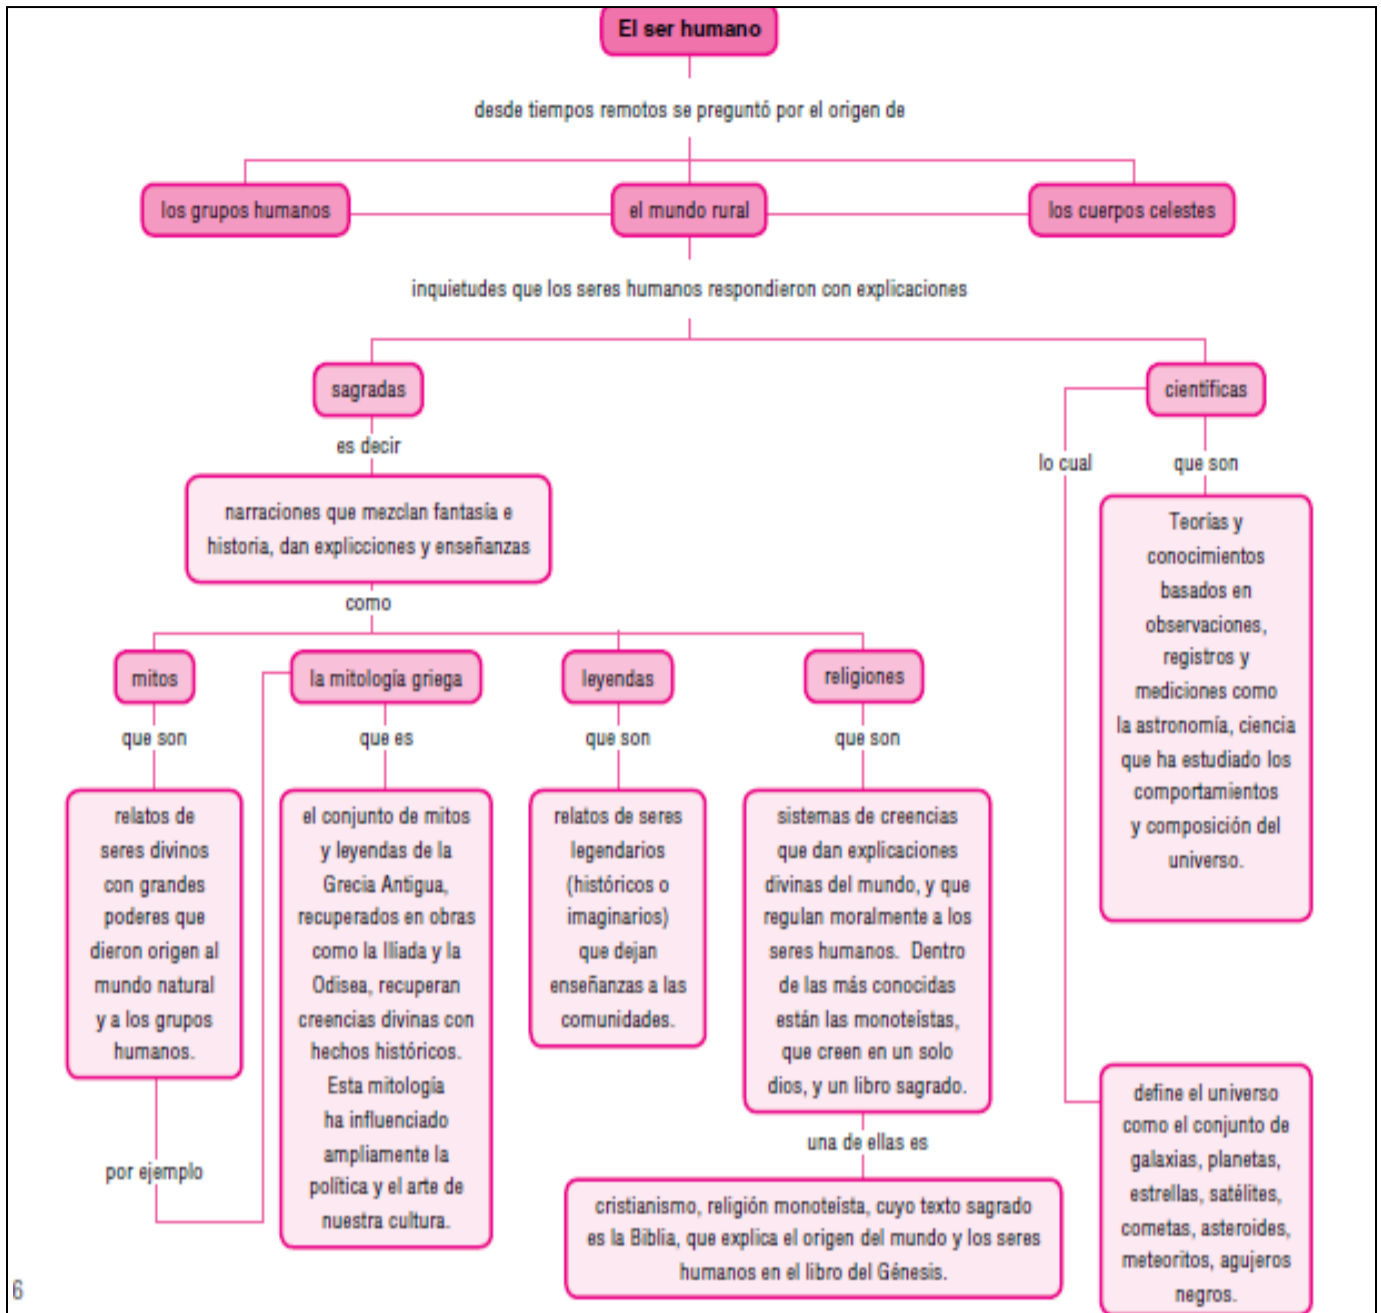 El ser humano
desde tiempos remotos se preguntó por el origen de
los grupos humanos
el mundo rural
los cuerpos celestes
inquietudes que los seres humanos respondieron con explicaciones
sagradas
científicas
es decir
lo cual
que son
narraciones que mezclan fantasía e
historia, dan explicciones y enseñanzas
Teorías y
conocimientos
basados en
observaciones,
registros y
mediciones como
la astronomía, ciencia
que ha estudiado los
comportamientos
y composición del
universo.
como
mitos
la mitología griega
leyendas
religiones
que son
que es
que son
que son
relatos de
seres divinos
con grandes
poderes que
dieron origen al
mundo natural
y a los grupos
humanos.
el conjunto de mitos
y leyendas de la
Grecia Antigua,
recuperados en obras
como la Ilíada y la
Odisea, recuperan
creencias divinas con
hechos históricos.
Esta mitología
ha influenciado
ampliamente la
política y el arte de
nuestra cultura.
relatos de seres
legendarios
(históricos o
imaginarios)
que dejan
enseñanzas a las
comunidades.
sistemas de creencias
que dan explicaciones
divinas del mundo, y que
regulan moralmente a los
seres humanos. Dentro
de las más conocidas
están las monoteístas,
que creen en un solo
dios, y un libro sagrado.
por ejemplo
una de ellas es
cristianismo, religión monoteísta, cuyo texto sagrado
es la Biblia, que explica el origen del mundo y los seres
humanos en el libro del Génesis.
define el universo
como el conjunto de
galaxias, planetas,
estrellas, satélites,
cometas, asteroides,
meteoritos, agujeros
negros.
6